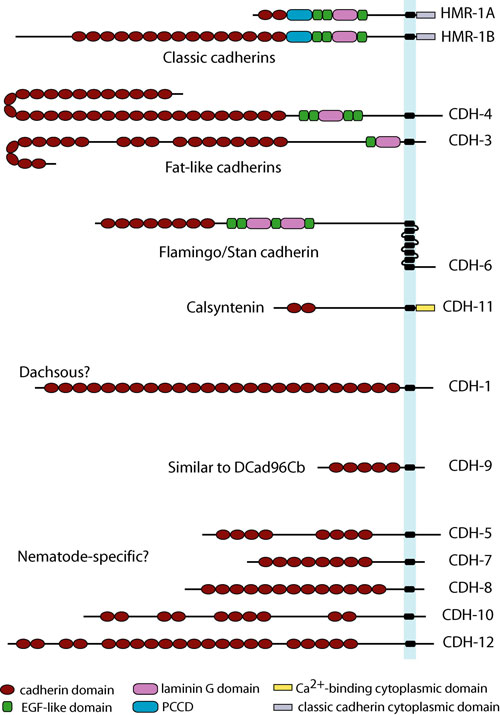 HMR-1A
HMR-1B
Classic cadherins
CDH-4
CDH-3
Fat-like cadherins
Flamingo/Stan cadherin
CDH-6
Calsyntenin
CDH-11
Dachsous?
CDH-1
Similar to DCad96Cb
CDH-9
CDH-5
Nematode-specific?
CDH-7
CDH-8
CDH-10
CDH-12
cadherin domain
laminin G domain
Ca2+-binding cytoplasmic domain
EGF-like domain
PCCD
classic cadherin cytoplasmic domain